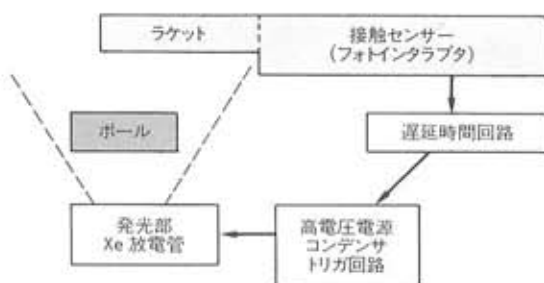 ラケット
接触センサー
(フォトインタラプタ)
ボール
遅延時間回路
発光部
Xe 放電管
高電圧電源
コンデンサ
トリガ回路